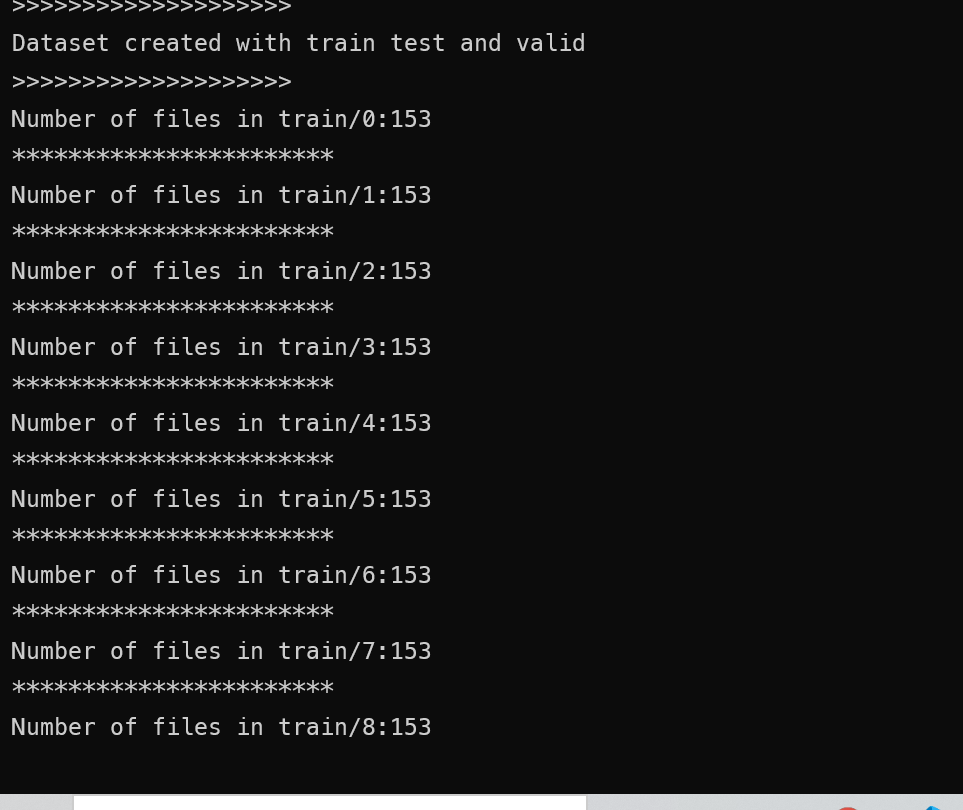 >>>>>>>>>>>>>>>>>>>>
Dataset created with train test and valid
>>>>>>>>>>>>>>>>>>>>
Number of files in train/0:153
***********************
Number of files in train/1:153
***********************
Number of files in train/2:153
***********************
Number of files in train/3:153
***********************
Number of files in train/4:153
***********************
Number of files in train/5:153
***********************
Number of files in train/6:153
***********************
Number of files in train/7:153
***********************
Number of files in train/8:153